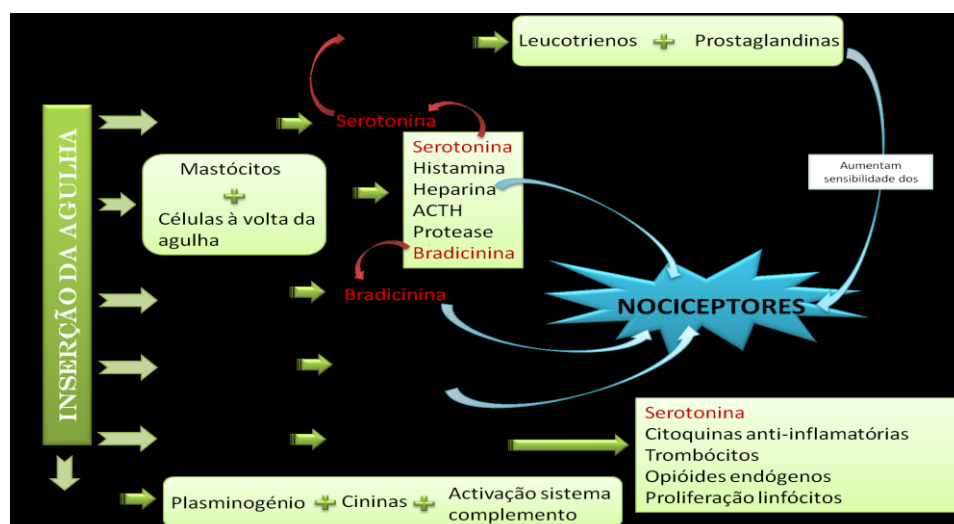 INSERÇÃO DA AGULHA
Leucotrienos + Prostaglandinas
Serotonina
Mastócitos
+
Células à volta da
agulha
Serotonina
Histamina
Heparina
ACTH
Protease
Bradicinina
Aumentam
sensibilidade dos
Bradicinina
NOCICEPTORES
Serotonina
Citoquinas anti-inflamatórias
Trombócitos
Opióides endógenos
Proliferação linfócitos
Plasminogénio + Cininas + Activação sistema
complemento